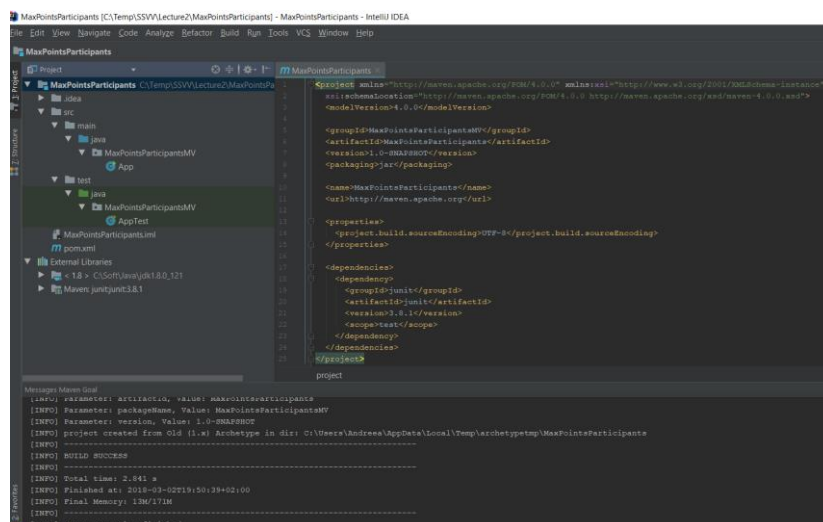 MaxPointsParticipants [C:\Temp\SSVV\Lecture2\MaxPointsParticipants] - MaxPointsParticipants - IntelliJ IDEA
File Edit View Navigate Code Analyze Refactor Build Run Tools VCS Window Help
MaxPointsParticipants
Project
MaxPointsParticipants
1: Project
MaxPointsParticipants C:\Temp\SSVV\Lecture2\MaxPointsPa
.idea
src
main
java
MaxPointsParticipantsMV
App
test
java
MaxPointsParticipantsMV
AppTest
MaxPointsParticipants.iml
pom.xml
External Libraries
< 1.8 > C:\Soft\Java\jdk1.8.0_121
Maven: junit:junit:3.8.1
Z: Structure
2: Favorites
<project xmlns="http://maven.apache.org/POM/4.0.0" xmlns:xsi="http://www.w3.org/2001/XMLSchema-instance"
xsi:schemaLocation="http://maven.apache.org/POM/4.0.0 http://maven.apache.org/xsd/maven-4.0.0.xsd">
<modelVersion>4.0.0</modelVersion>
<groupId>MaxPointsParticipantsMV</groupId>
<artifactId>MaxPointsParticipants</artifactId>
<version>1.0-SNAPSHOT</version>
<packaging>jar</packaging>
<name>MaxPointsParticipants</name>
<url>http://maven.apache.org</url>
<properties>
<project.build.sourceEncoding>UTF-8</project.build.sourceEncoding>
</properties>
<dependencies>
<dependency>
<groupId>junit</groupId>
<artifactId>junit</artifactId>
<version>3.8.1</version>
<scope>test</scope>
</dependency>
</dependencies>
</project>
project
Messages Maven Goal
[INFO] Parameter: artifactId, Value: MaxPointsParticipants
[INFO] Parameter: packageName, Value: MaxPointsParticipantsMV
[INFO] Parameter: version, Value: 1.0-SNAPSHOT
[INFO] project created from Old (1.x) Archetype in dir: C:\Users\Andreea\AppData\Local\Temp\archetypetmp\MaxPointsParticipants
[INFO] ------------------------------------------------------------------------
[INFO] BUILD SUCCESS
[INFO] ------------------------------------------------------------------------
[INFO] Total time: 2.841 s
[INFO] Finished at: 2018-03-02T19:50:39+02:00
[INFO] Final Memory: 13M/171M
[INFO] ------------------------------------------------------------------------